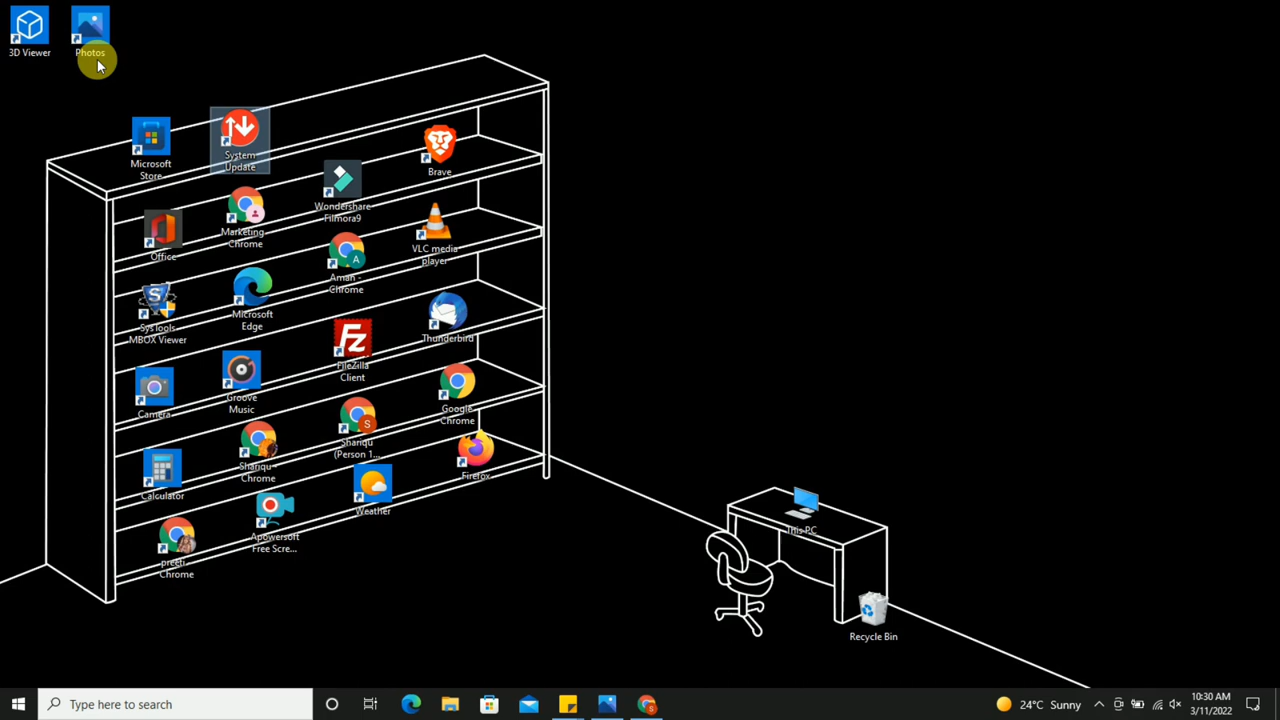 3D Viewer
Photos
Microsoft
Store
System
Update
Brave
Wondershare
Filmora9
Marketing
Chrome
Office
VLC media
player
Aman -
Chrome
Microsoft
Edge
SysTools
MBOX Viewer
Thunderbird
FileZilla
Client
Groove
Music
Camera
Google
Chrome
Shariqu
(Person 1...
Shariqu -
Chrome
Firefox
Calculator
Weather
Apowersoft
Free Scre...
preeti -
Chrome
This PC
Recycle Bin
Type here to search
24°C Sunny
10:30 AM
3/11/2022